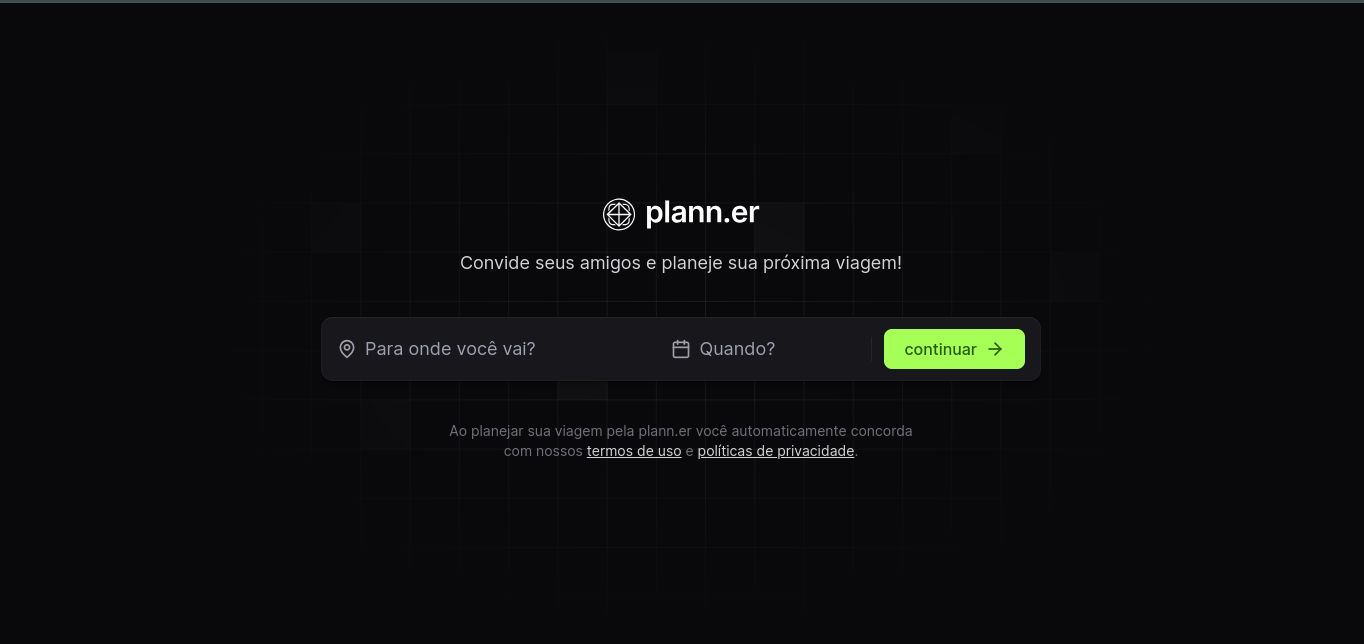 plann.er
Convide seus amigos e planeje sua próxima viagem!
Para onde você vai? Quando? continuar
Ao planejar sua viagem pela plann.er você automaticamente concorda
com nossos termos de uso e políticas de privacidade.